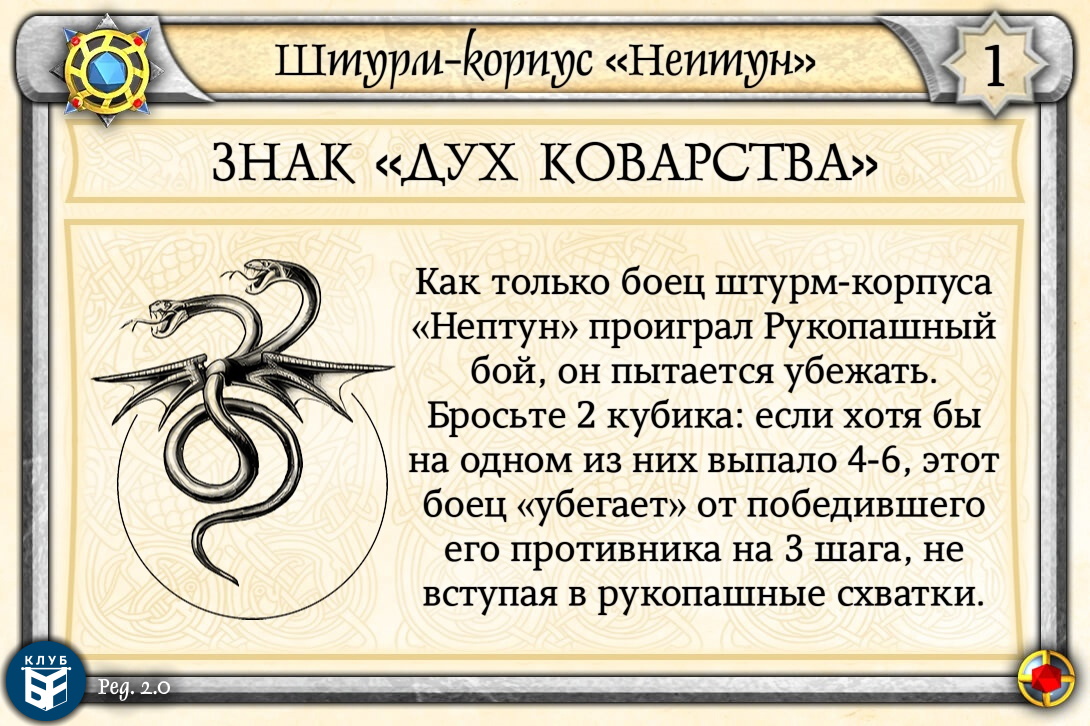 Штурм-корпус «Нептун»
1
ЗНАК «ДУХ КОВАРСТВА»
Как только боец штурм-корпуса
«Нептун» проиграл Рукопашный
бой, он пытается убежать.
Бросьте 2 кубика: если хотя бы
на одном из них выпало 4-6, этот
боец «убегает» от победившего
его противника на 3 шага, не
вступая в рукопашные схватки.
КЛУБ
Ред. 2.0